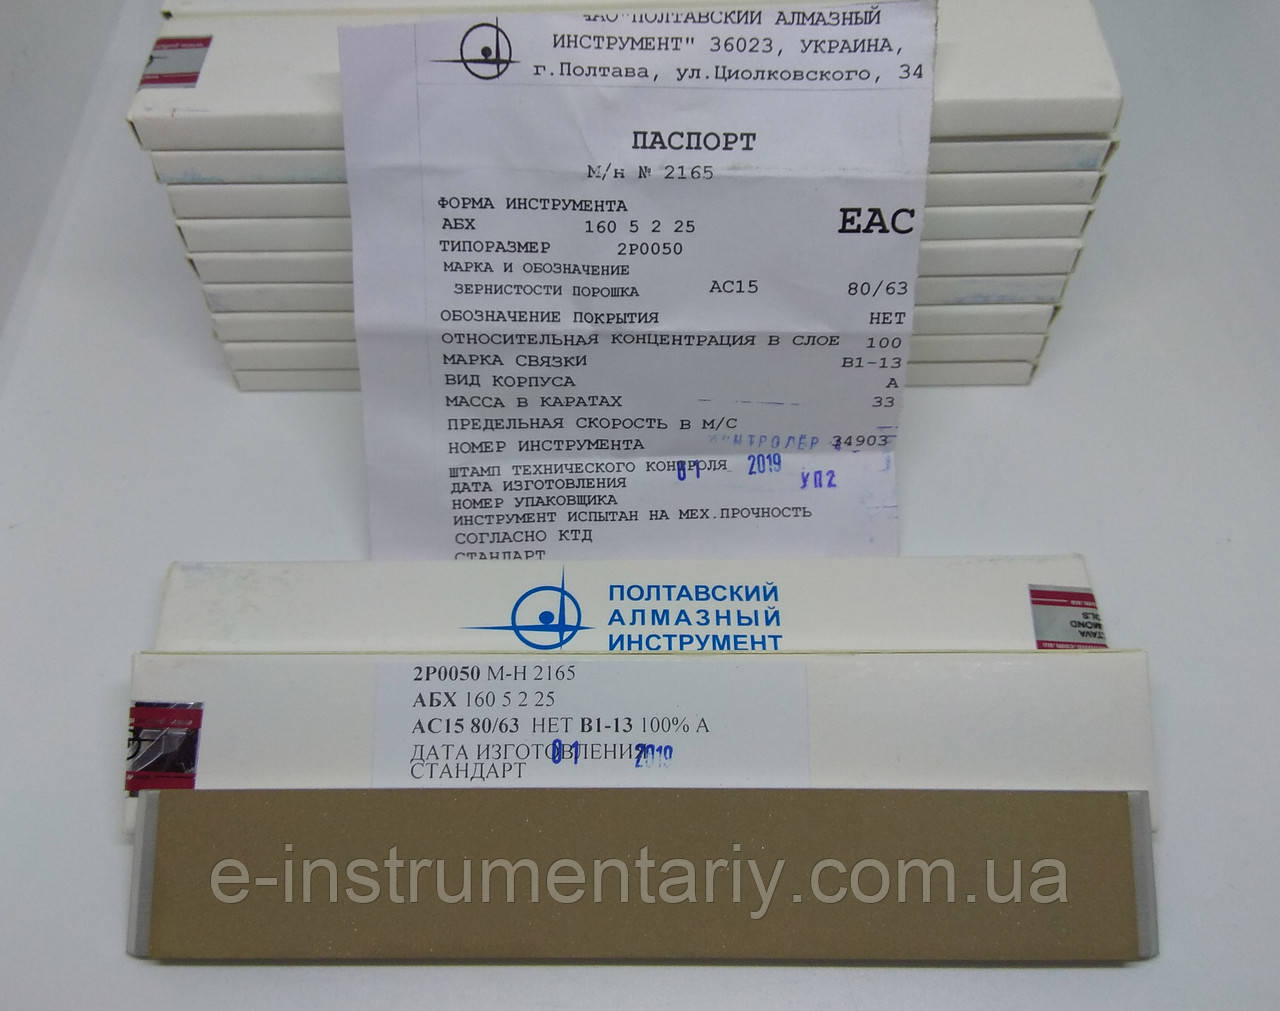 ЧАО "ПОЛТАВСКИЙ АЛМАЗНЫЙ
ИНСТРУМЕНТ" 36023, УКРАИНА,
г.Полтава, ул.Циолковского, 34
ПАСПОРТ
М/н № 2165
ФОРМА ИНСТРУМЕНТА
АБХ 160 5 2 25
EAC
ТИПОРАЗМЕР 2Р0050
МАРКА И ОБОЗНАЧЕНИЕ
ЗЕРНИСТОСТИ ПОРОШКА АС15 80/63
ОБОЗНАЧЕНИЕ ПОКРЫТИЯ НЕТ
ОТНОСИТЕЛЬНАЯ КОНЦЕНТРАЦИЯ В СЛОЕ 100
МАРКА СВЯЗКИ В1-13
ВИД КОРПУСА А
МАССА В КАРАТАХ 33
ПРЕДЕЛЬНАЯ СКОРОСТЬ В М/С
НОМЕР ИНСТРУМЕНТА КОНТРОЛЕР 34903
ШТАМП ТЕХНИЧЕСКОГО КОНТРОЛЯ
ДАТА ИЗГОТОВЛЕНИЯ 01 2019 УП2
НОМЕР УПАКОВЩИКА
ИНСТРУМЕНТ ИСПЫТАН НА МЕХ.ПРОЧНОСТЬ
СОГЛАСНО КТД
СТАНДАРТ
ПОЛТАВСКИЙ
АЛМАЗНЫЙ
ИНСТРУМЕНТ
2Р0050 М-Н 2165
АБХ 160 5 2 25
АС15 80/63 НЕТ В1-13 100% А
ДАТА ИЗГОТОВЛЕНИЯ 01 2019
СТАНДАРТ
e-instrumentariy.com.ua